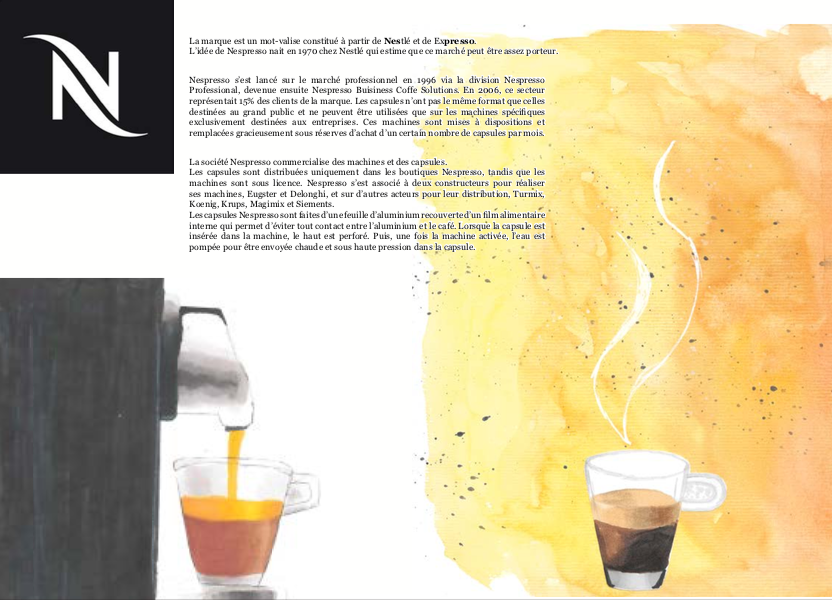 N
La marque est un mot-valise constitué à partir de Nestlé et de Expresso.
L'idée de Nespresso nait en 1970 chez Nestlé qui estime que ce marché peut être assez porteur.
Nespresso s'est lancé sur le marché professionnel en 1996 via la division Nespresso
Professional, devenue ensuite Nespresso Buisiness Coffe Solutions. En 2006, ce secteur
représentait 15% des clients de la marque. Les capsules n'ont pas le même format que celles
destinées au grand public et ne peuvent être utilisées que sur les machines spécifiques
exclusivement destinées aux entreprises. Ces machines sont mises à dispositions et
remplacées gracieusement sous réserves d'achat d'un certain nombre de capsules par mois.
La société Nespresso commercialise des machines et des capsules.
Les capsules sont distribuées uniquement dans les boutiques Nespresso, tandis que les
machines sont sous licence. Nespresso s'est associé à deux constructeurs pour réaliser
ses machines, Eugster et Delonghi, et sur d'autres acteurs pour leur distribution, Turmix,
Koenig, Krups, Magimix et Siements.
Les capsules Nespresso sont faites d'une feuille d'aluminium recouverte d'un film alimentaire
interne qui permet d'éviter tout contact entre l'aluminium et le café. Lorsque la capsule est
insérée dans la machine, le haut est perforé. Puis, une fois la machine activée, l'eau est
pompée pour être envoyée chaude et sous haute pression dans la capsule.